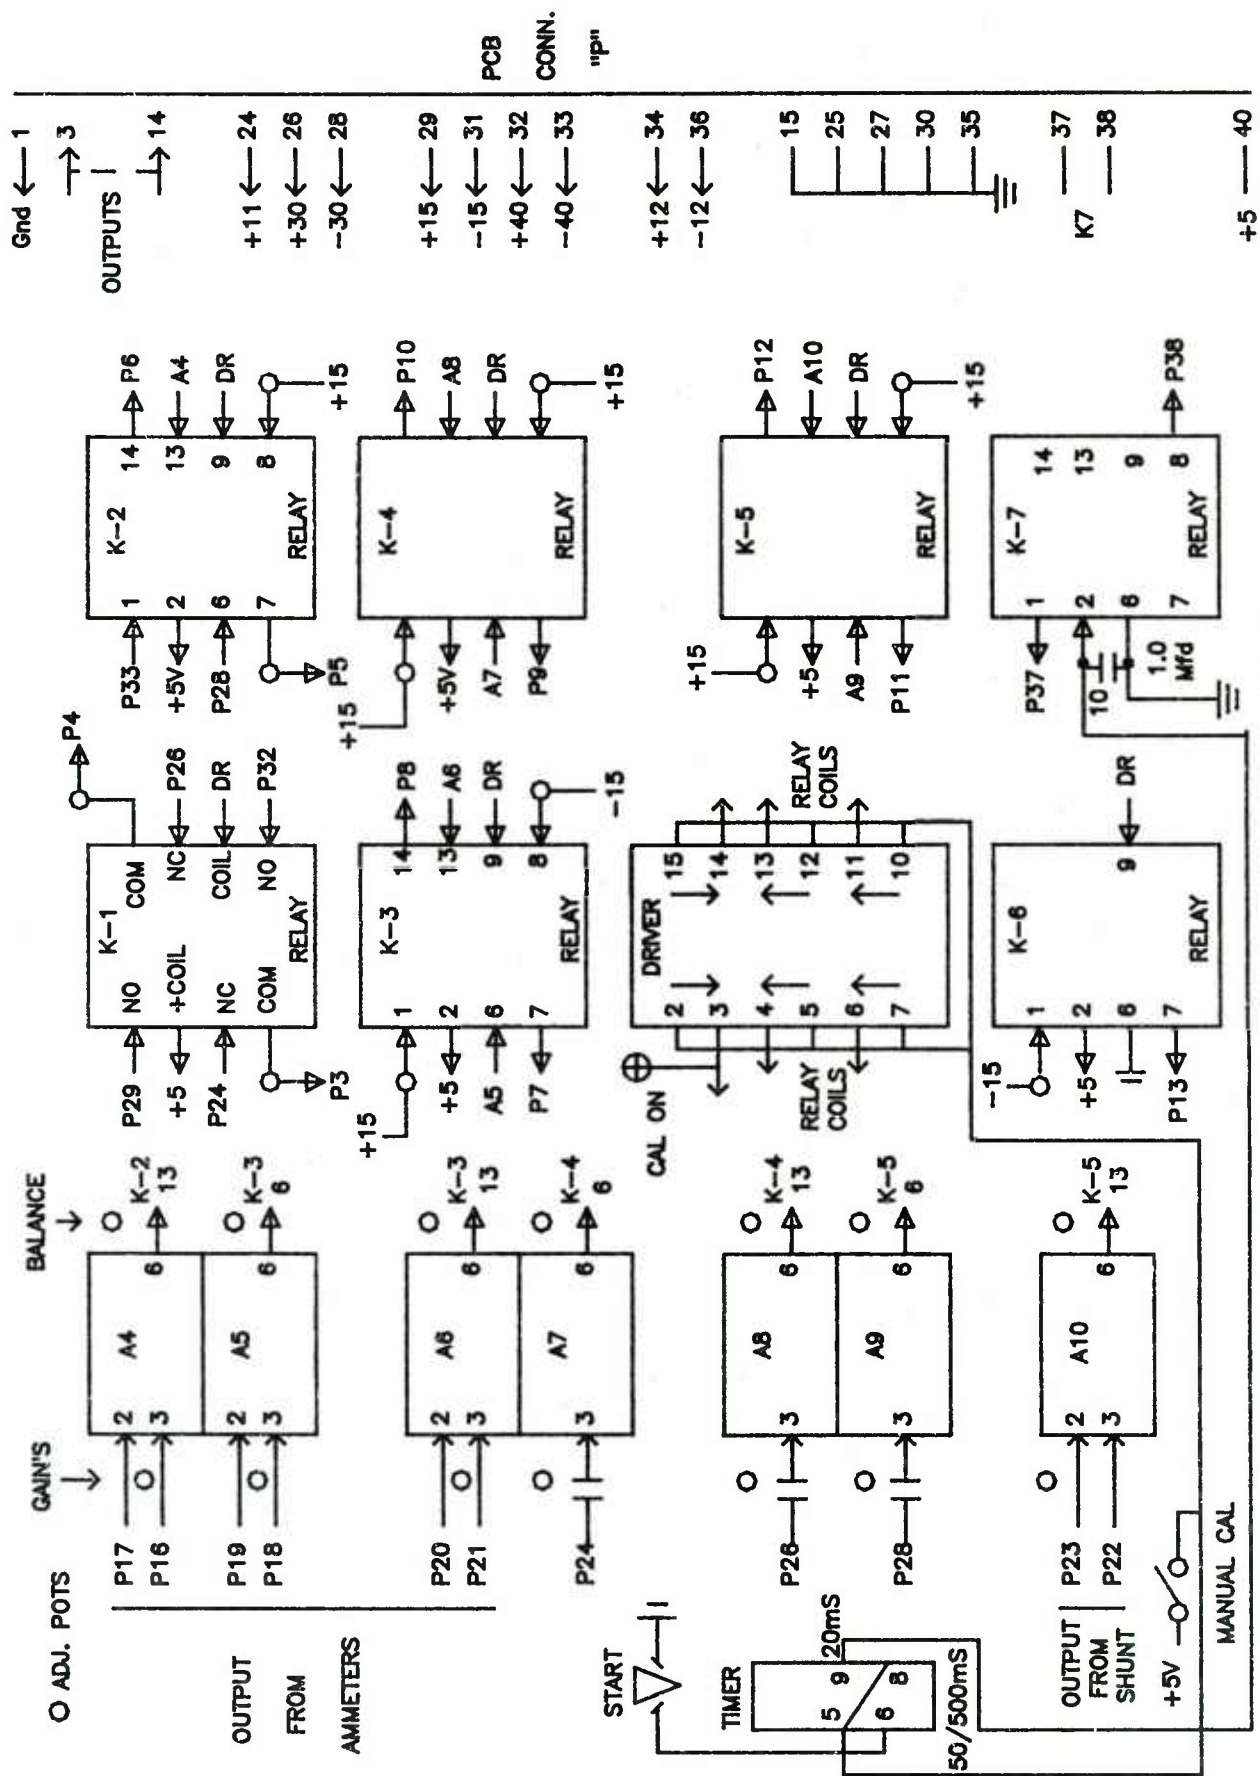 O ADJ. POTS
GAIN'S
BALANCE
OUTPUT
FROM
AMMETERS
P17
P16
P19
P18
2
3
A4
6
2
3
A5
6
K-2
13
K-3
6
P20
P21
P24
2
3
A6
6
3
A7
6
K-3
13
K-4
6
START
TIMER
5
9
6
8
20mS
50/500mS
P26
P28
3
A8
6
3
A9
6
K-4
13
K-5
6
OUTPUT
FROM
SHUNT
P23
P22
2
3
A10
6
K-5
13
+5V
MANUAL CAL
P29
+5
P24
P3
K-1
NO
COM
+COIL
NC
NC
COIL
COM
NO
RELAY
P4
P26
DR
P32
P33
+5V
P28
P5
K-2
1
14
2
13
6
9
7
8
RELAY
P6
A4
DR
+15
+15
+5
A5
P7
K-3
1
14
2
13
6
9
7
8
RELAY
P8
A6
DR
-15
+15
+5V
A7
P9
K-4
RELAY
P10
A8
DR
+15
CAL ON
RELAY
COILS
DRIVER
2
15
3
14
4
13
5
12
6
11
7
10
RELAY
COILS
+15
+5
A9
P11
K-5
RELAY
P12
A10
DR
+15
-15
+5
P13
K-6
1
9
2
6
7
RELAY
DR
P37
10
1.0
Mfd
K-7
1
14
2
13
6
9
7
8
RELAY
P38
Gnd
1
3
OUTPUTS
14
+11
24
+30
26
-30
28
+15
29
-15
31
+40
32
-40
33
+12
34
-12
36
15
25
27
30
35
K7
37
38
+5
40
PCB
CONN.
"P"